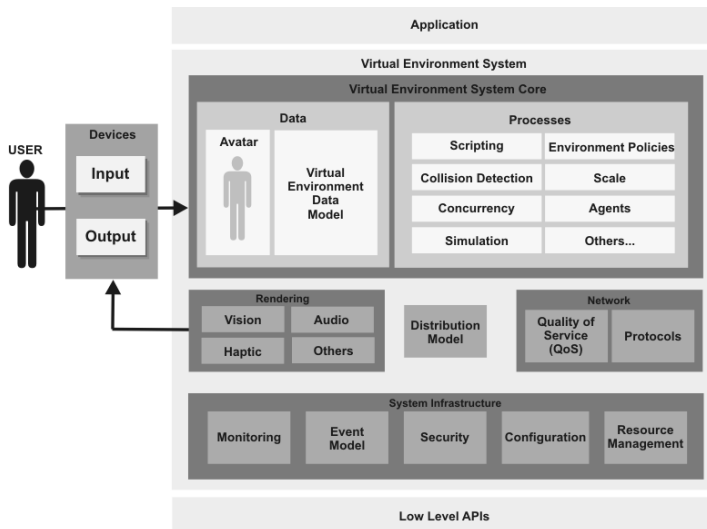 Application
Virtual Environment System
Virtual Environment System Core
USER
Devices
Input
Output
Data
Avatar
Virtual
Environment
Data
Model
Processes
Scripting
Environment Policies
Collision Detection
Scale
Concurrency
Agents
Simulation
Others...
Rendering
Vision
Audio
Haptic
Others
Distribution
Model
Network
Quality of
Service
(QoS)
Protocols
System Infrastructure
Monitoring
Event
Model
Security
Configuration
Resource
Management
Low Level APIs